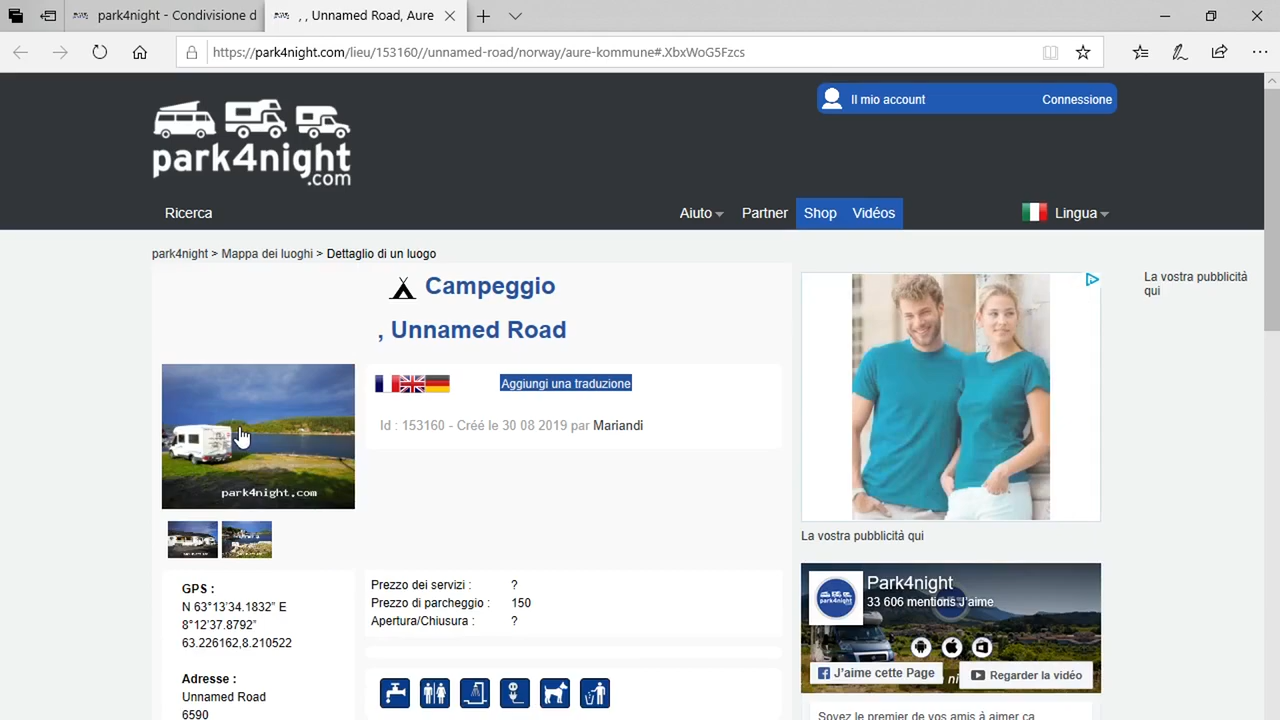 park4night - Condivisione d
, , Unnamed Road, Aure
https://park4night.com/lieu/153160//unnamed-road/norway/aure-kommune#.XbxWoG5Fzcs
park4night
.com
Il mio account
Connessione
Ricerca
Aiuto
Partner
Shop
Vidéos
Lingua
park4night > Mappa dei luoghi > Dettaglio di un luogo
Campeggio
, Unnamed Road
La vostra pubblicità
qui
Aggiungi una traduzione
Id : 153160 - Créé le 30 08 2019 par Mariandi
park4night.com
La vostra pubblicità qui
GPS :
N 63°13'34.1832” E
8°12'37.8792”
63.226162,8.210522
Adresse :
Unnamed Road
6590
Prezzo dei servizi : ?
Prezzo di parcheggio : 150
Apertura/Chiusura : ?
park4night
Park4night
33 606 mentions J’aime
J'aime cette Page
Regarder la vidéo
Soyez le premier de vos amis à aimer ça